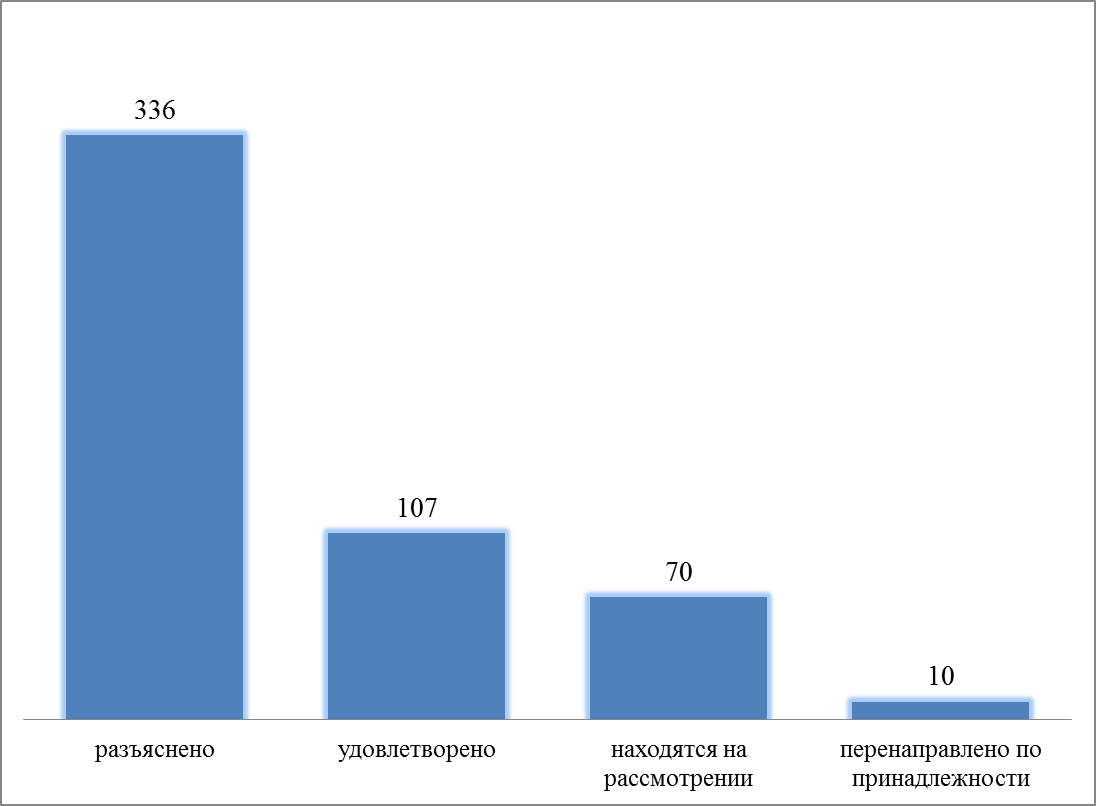 336
107
70
10
разъяснено
удовлетворено
находятся на
рассмотрении
перенаправлено по
принадлежности